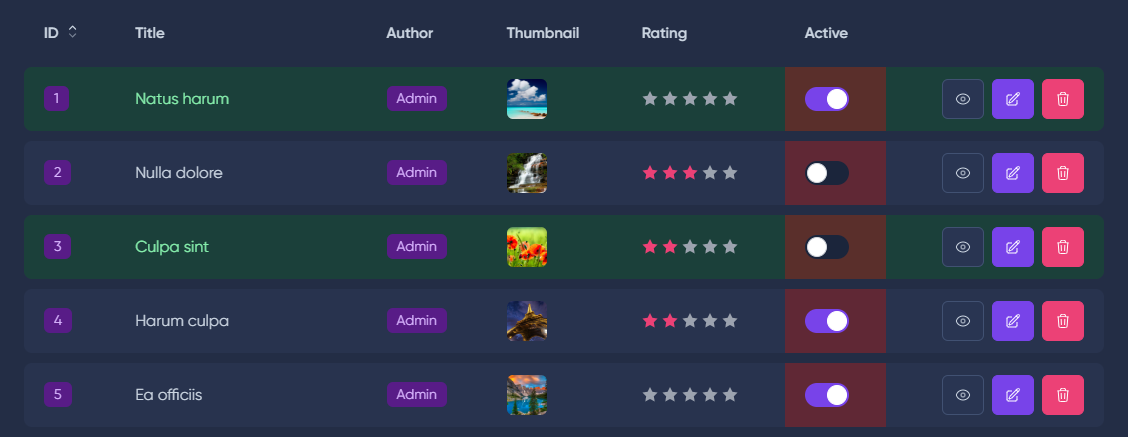 ID Title Author Thumbnail Rating Active
1 Natus harum Admin
2 Nulla dolore Admin
3 Culpa sint Admin
4 Harum culpa Admin
5 Ea officiis Admin